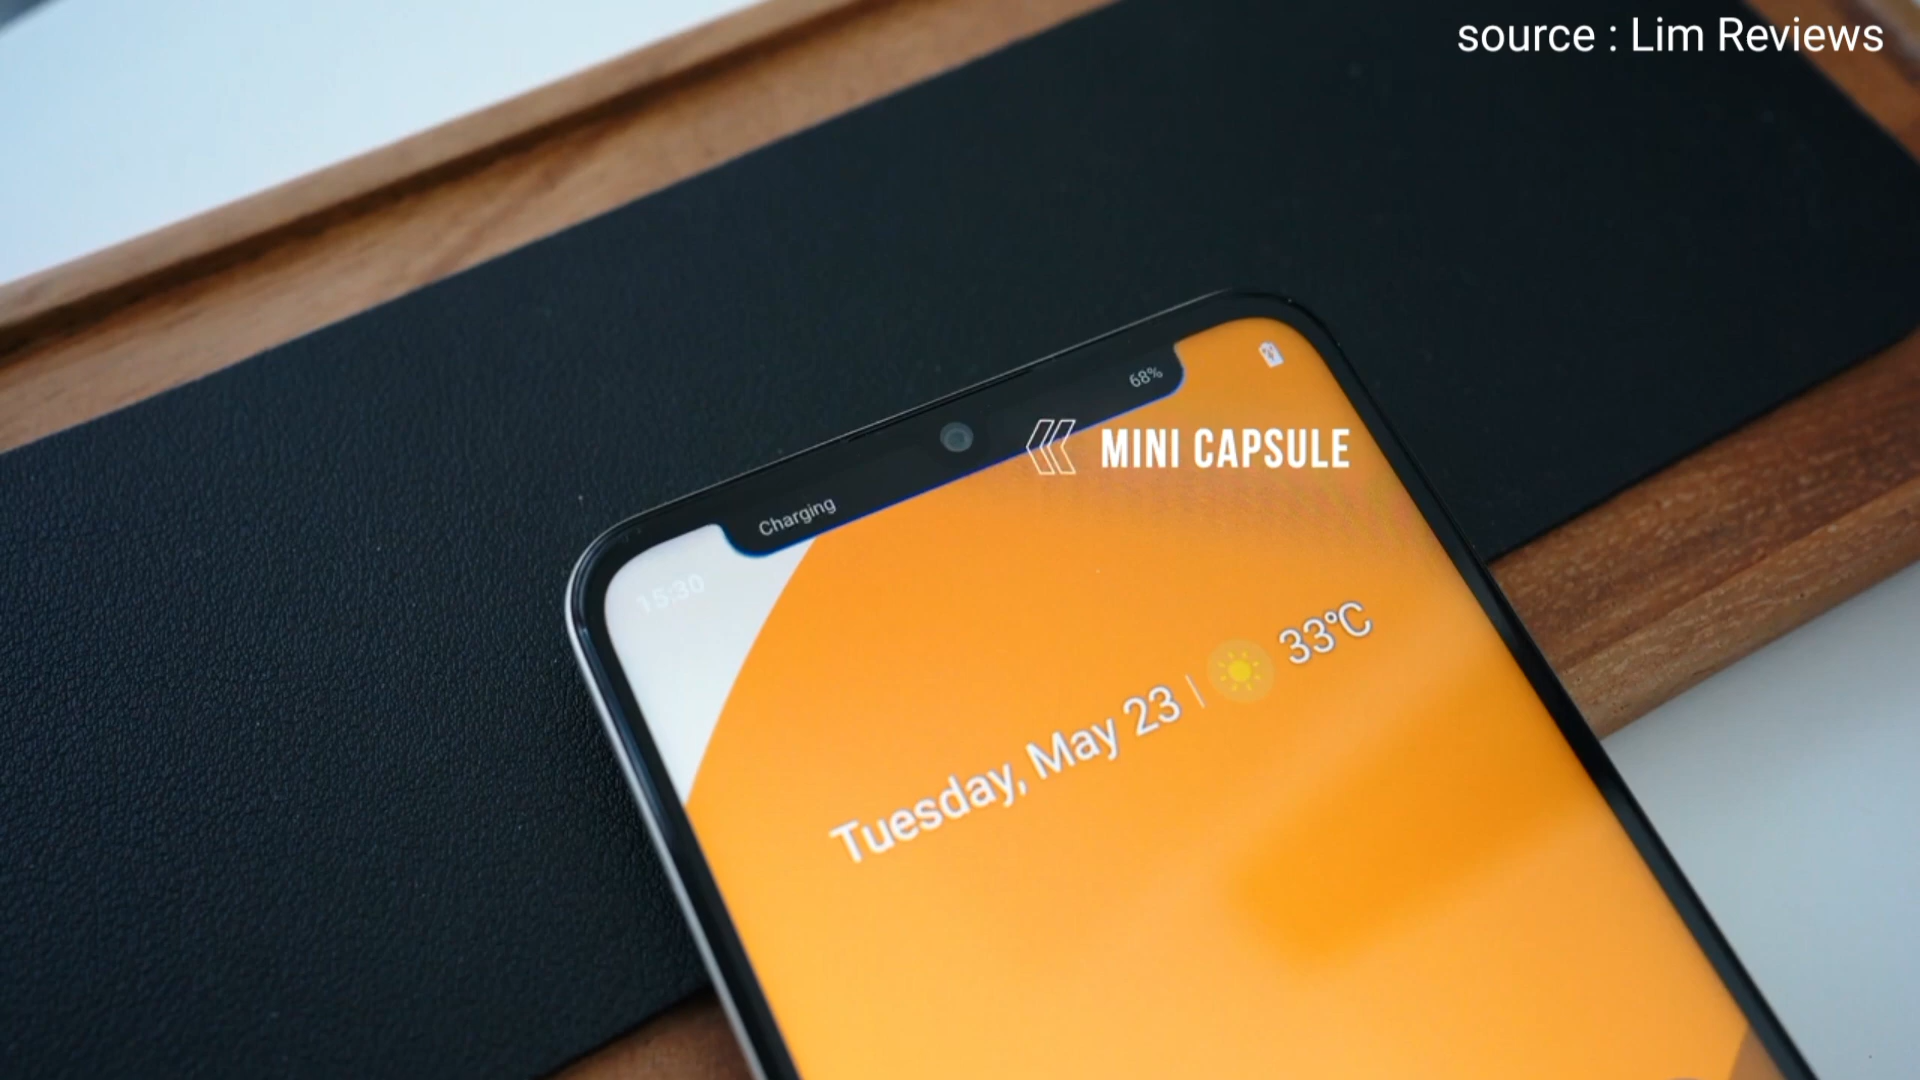 source : Lim Reviews
68%
MINI CAPSULE
Charging
15:30
Tuesday, May 23 | 33°C